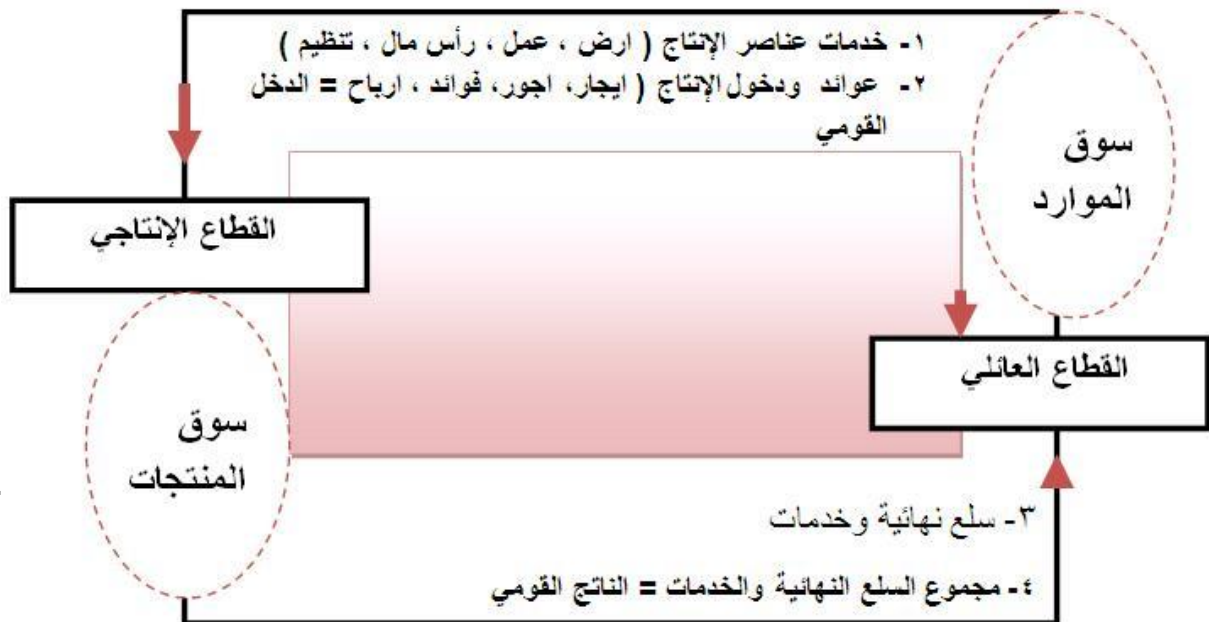 ١- خدمات عناصر الإنتاج ( ارض ، عمل ، رأس مال ، تنظيم )
٢- عوائد ودخول الإنتاج ( ايجار، اجور، فوائد ، ارباح = الدخل
القومي
سوق
الموارد
القطاع الإنتاجي
القطاع العائلي
سوق
المنتجات
٣- سلع نهائية وخدمات
٤- مجموع السلع النهائية والخدمات = الناتج القومي